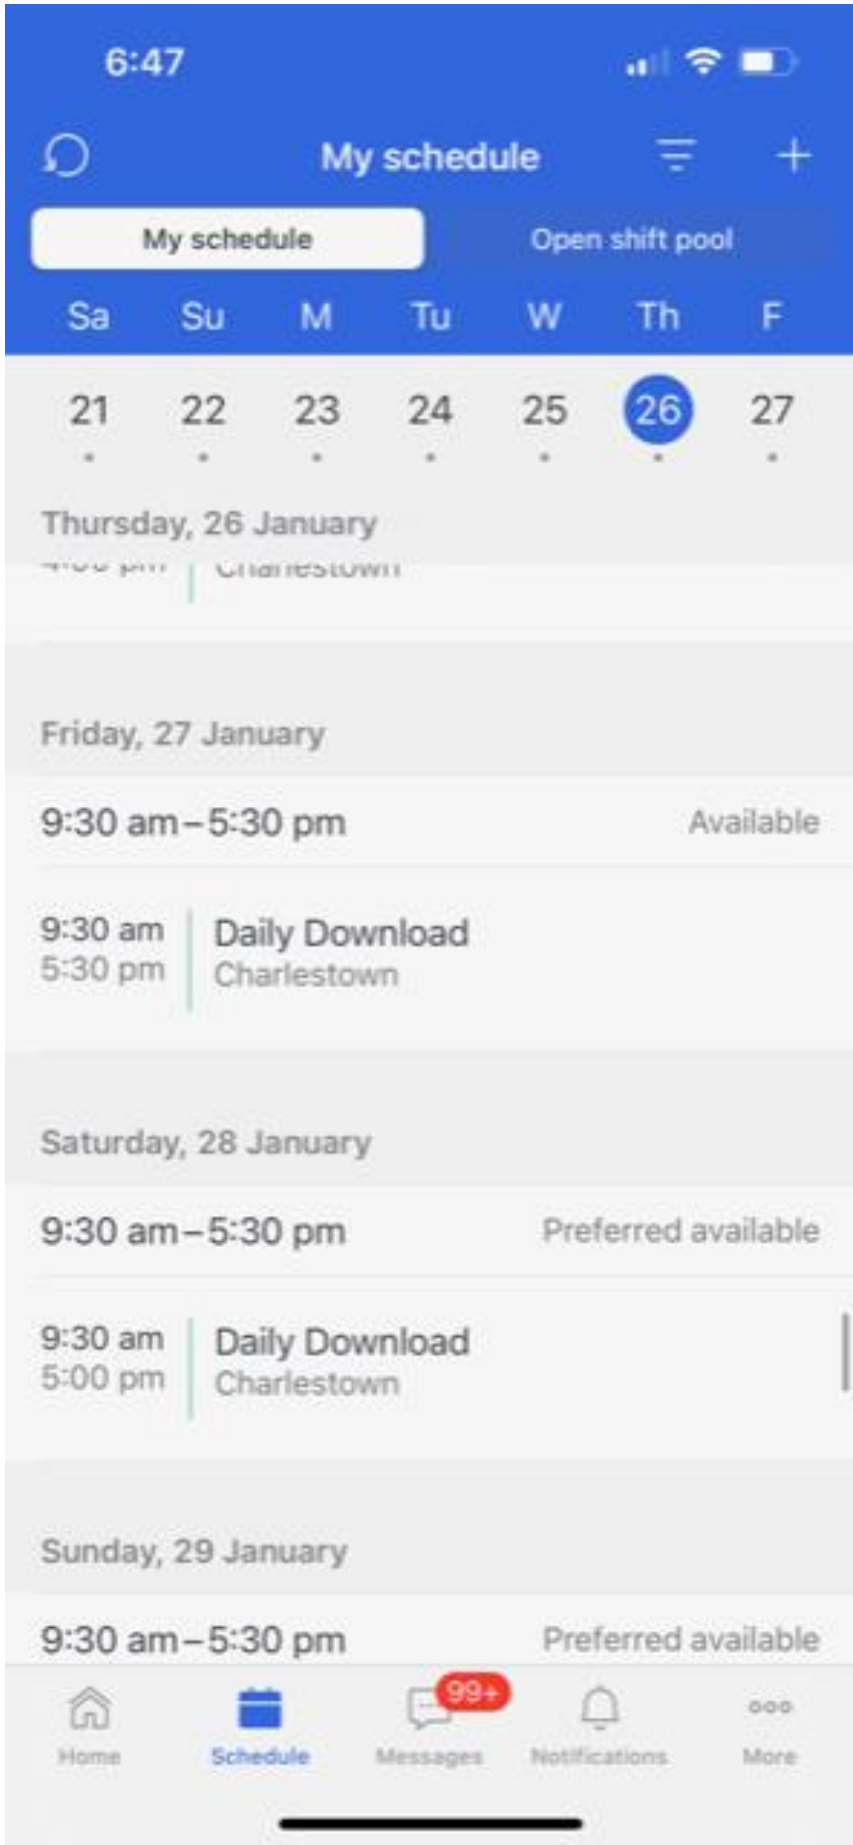 6:47
My schedule
My schedule
Open shift pool
Sa Su M Tu W Th F
21 22 23 24 25 26 27
Thursday, 26 January
pm Charlestown
Friday, 27 January
9:30 am – 5:30 pm Available
9:30 am Daily Download
5:30 pm Charlestown
Saturday, 28 January
9:30 am – 5:30 pm Preferred available
9:30 am Daily Download
5:00 pm Charlestown
Sunday, 29 January
9:30 am – 5:30 pm Preferred available
99+
Home Schedule Messages Notifications More